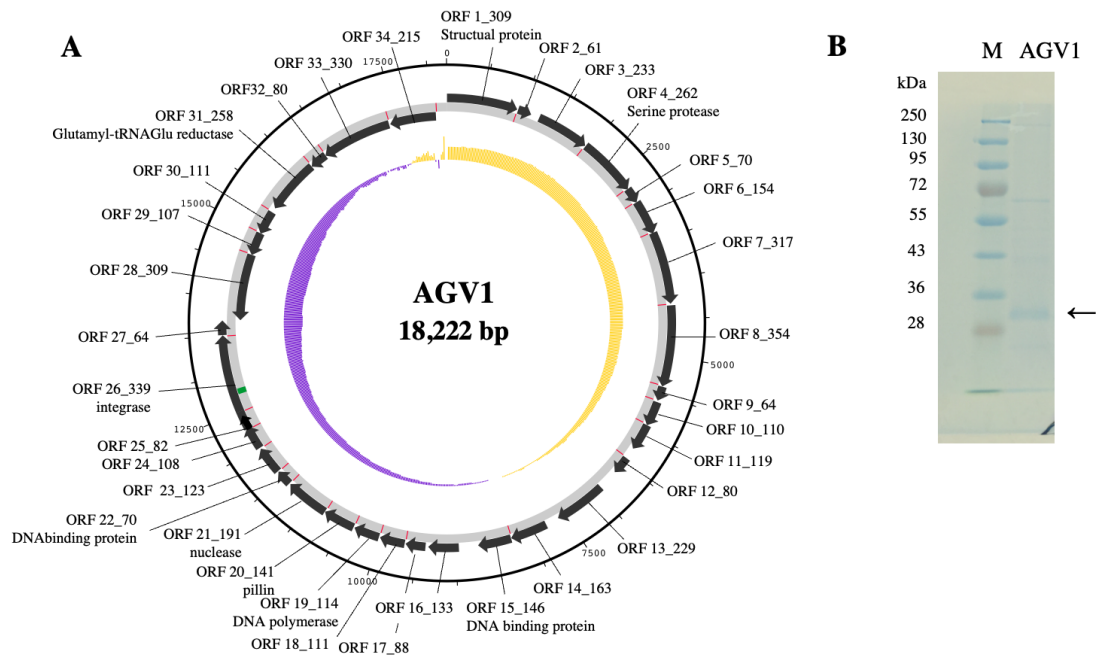 A
ORF 1_309
Structual protein
0
ORF 2_61
ORF 3_233
ORF 4_262
Serine protease
2500
ORF 5_70
ORF 6_154
ORF 7_317
ORF 8_354
5000
ORF 9_64
ORF 10_110
ORF 11_119
ORF 12_80
ORF 13_229
7500
ORF 14_163
ORF 15_146
DNA binding protein
ORF 16_133
ORF 17_88
ORF 18_111
10000
ORF 19_114
DNA polymerase
ORF 20_141
pillin
ORF 21_191
nuclease
ORF 22_70
DNAbinding protein
ORF 23_123
ORF 24_108
ORF 25_82
12500
ORF 26_339
integrase
ORF 27_64
ORF 28_309
ORF 29_107
15000
ORF 30_111
ORF 31_258
Glutamyl-tRNAGlu reductase
ORF32_80
ORF 33_330
17500
ORF 34_215
AGV1
18,222 bp
B
M AGV1
kDa
250
130
95
72
55
43
36
28
←